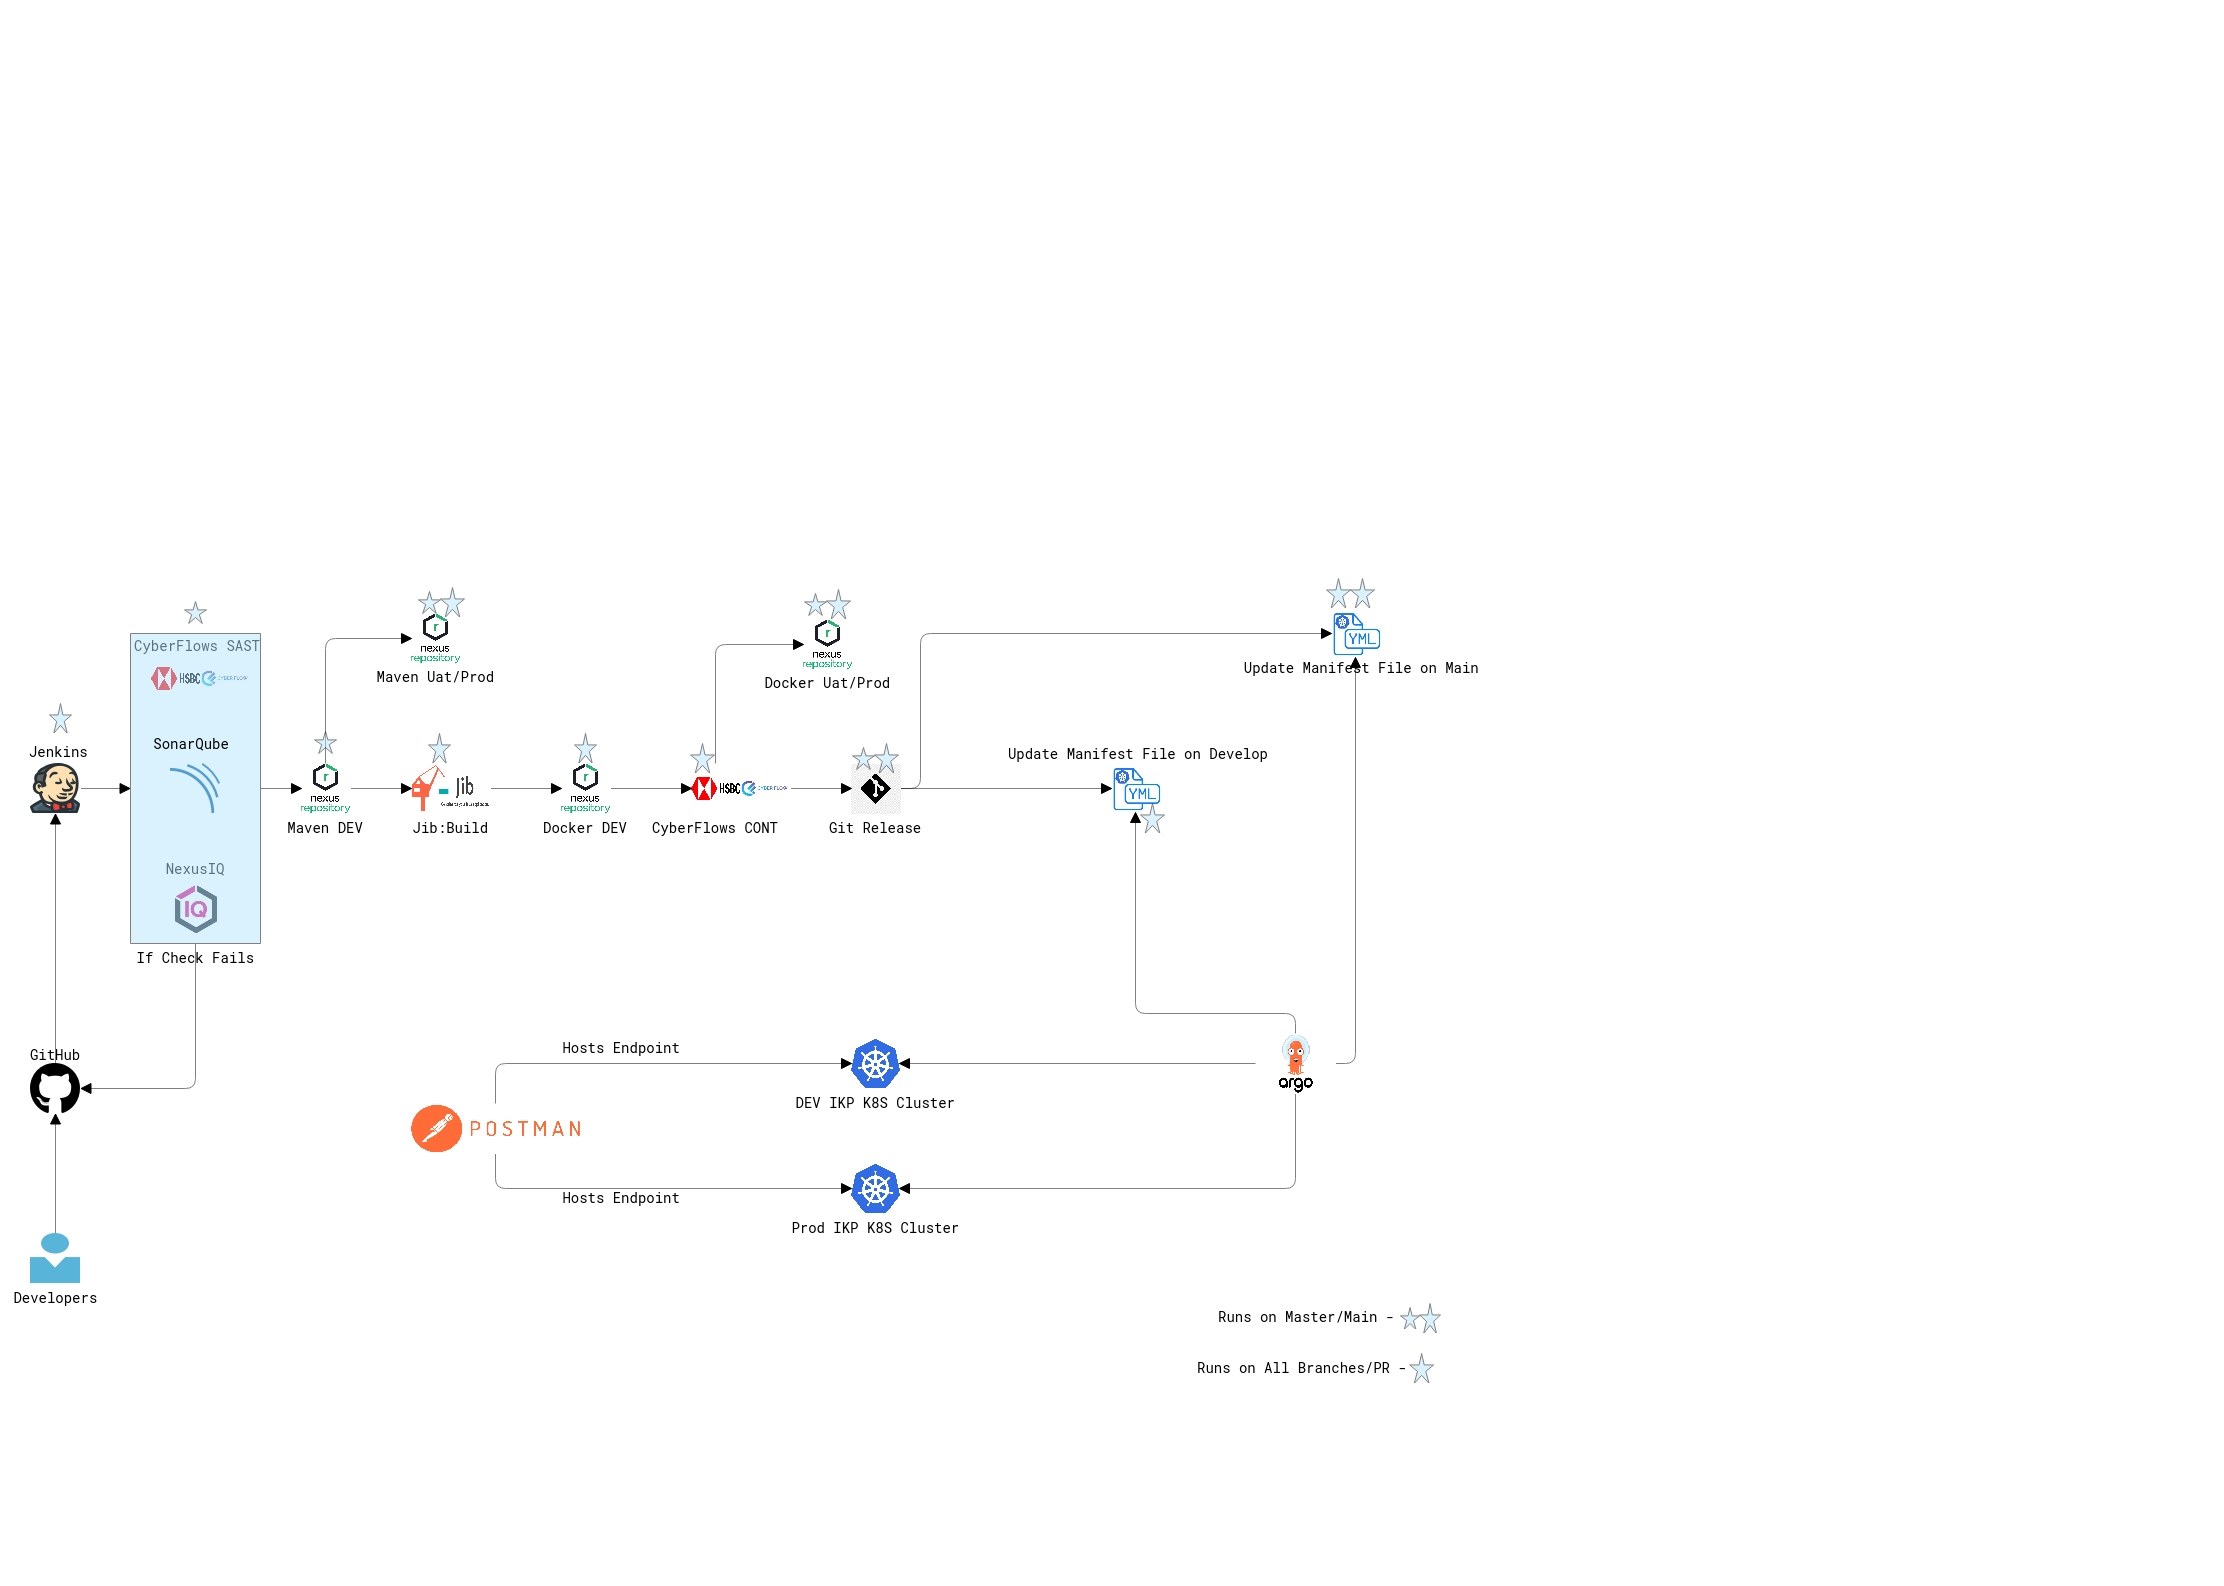 CyberFlows SAST
HSBC CYBERFLOW
SonarQube
NexusIQ
IQ
If Check Fails
Jenkins
GitHub
Developers
r
nexus
repository
Maven Uat/Prod
r
nexus
repository
Maven DEV
Jib
Jib:Build
r
nexus
repository
Docker DEV
r
nexus
repository
Docker Uat/Prod
HSBC CYBERFLOW
CyberFlows CONT
Git Release
YML
Update Manifest File on Main
Update Manifest File on Develop
YML
Hosts Endpoint
DEV IKP K8S Cluster
argo
POSTMAN
Hosts Endpoint
Prod IKP K8S Cluster
Runs on Master/Main -
Runs on All Branches/PR -